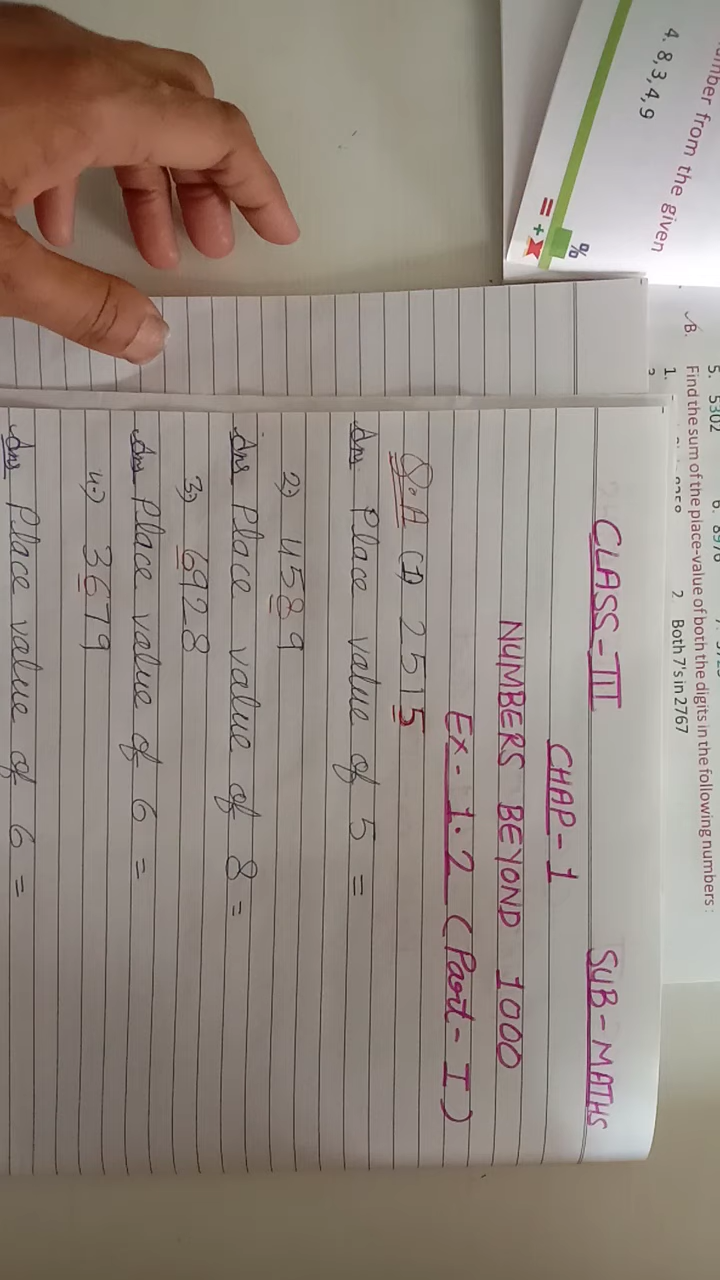 umber from the given
4. 8,3,4,9
%
= + x
5. 5302 6. 8976
B. Find the sum of the place-value of both the digits in the following numbers :
1.
2 Both 7's in 2767
CLASS-III SUB-MATHS
CHAP-1
NUMBERS BEYOND 1000
Ex-1.2 (Part-I)
Q.A (1) 2515
Ans Place value of 5 =
2) 4589
Ans Place value of 8 =
3) 6928
Ans Place value of 6 =
4) 3679
Ans Place value of 6 =